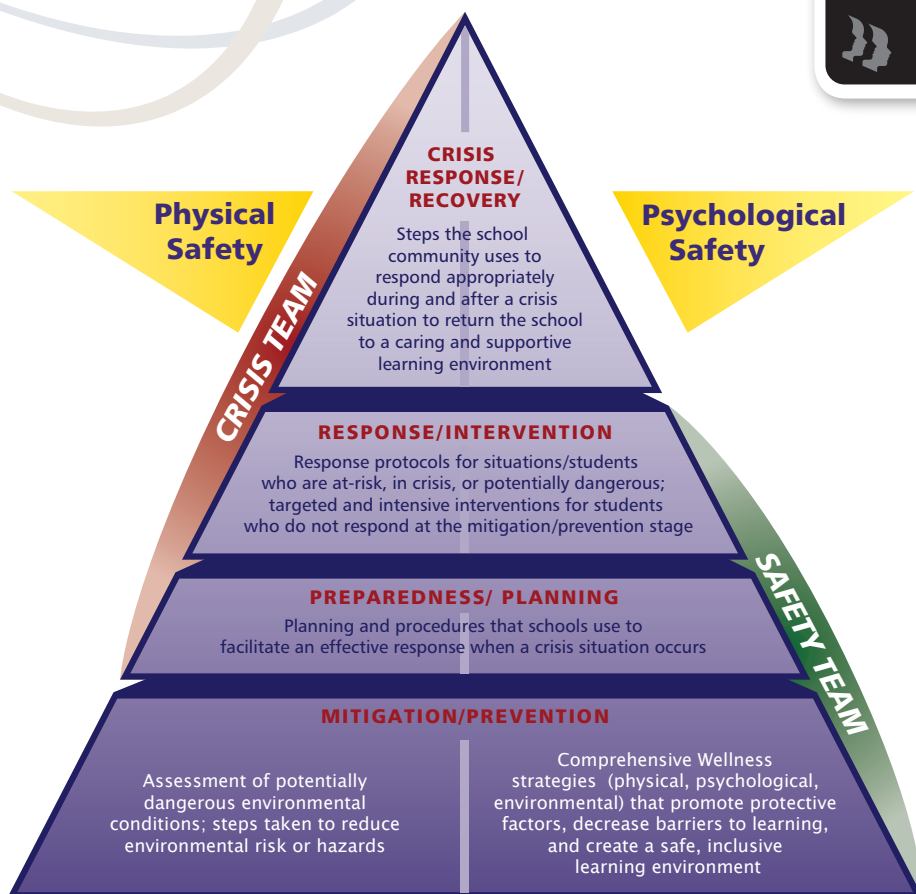 CRISIS
RESPONSE/
RECOVERY
Steps the school
community uses to
respond appropriately
during and after a crisis
situation to return the school
to a caring and supportive
learning environment
Physical
Safety
Psychological
Safety
CRISIS TEAM
RESPONSE/INTERVENTION
Response protocols for situations/students
who are at-risk, in crisis, or potentially dangerous;
targeted and intensive interventions for students
who do not respond at the mitigation/prevention stage
SAFETY TEAM
PREPAREDNESS/ PLANNING
Planning and procedures that schools use to
facilitate an effective response when a crisis situation occurs
MITIGATION/PREVENTION
Assessment of potentially
dangerous environmental
conditions; steps taken to reduce
environmental risk or hazards
Comprehensive Wellness
strategies (physical, psychological,
environmental) that promote protective
factors, decrease barriers to learning,
and create a safe, inclusive
learning environment